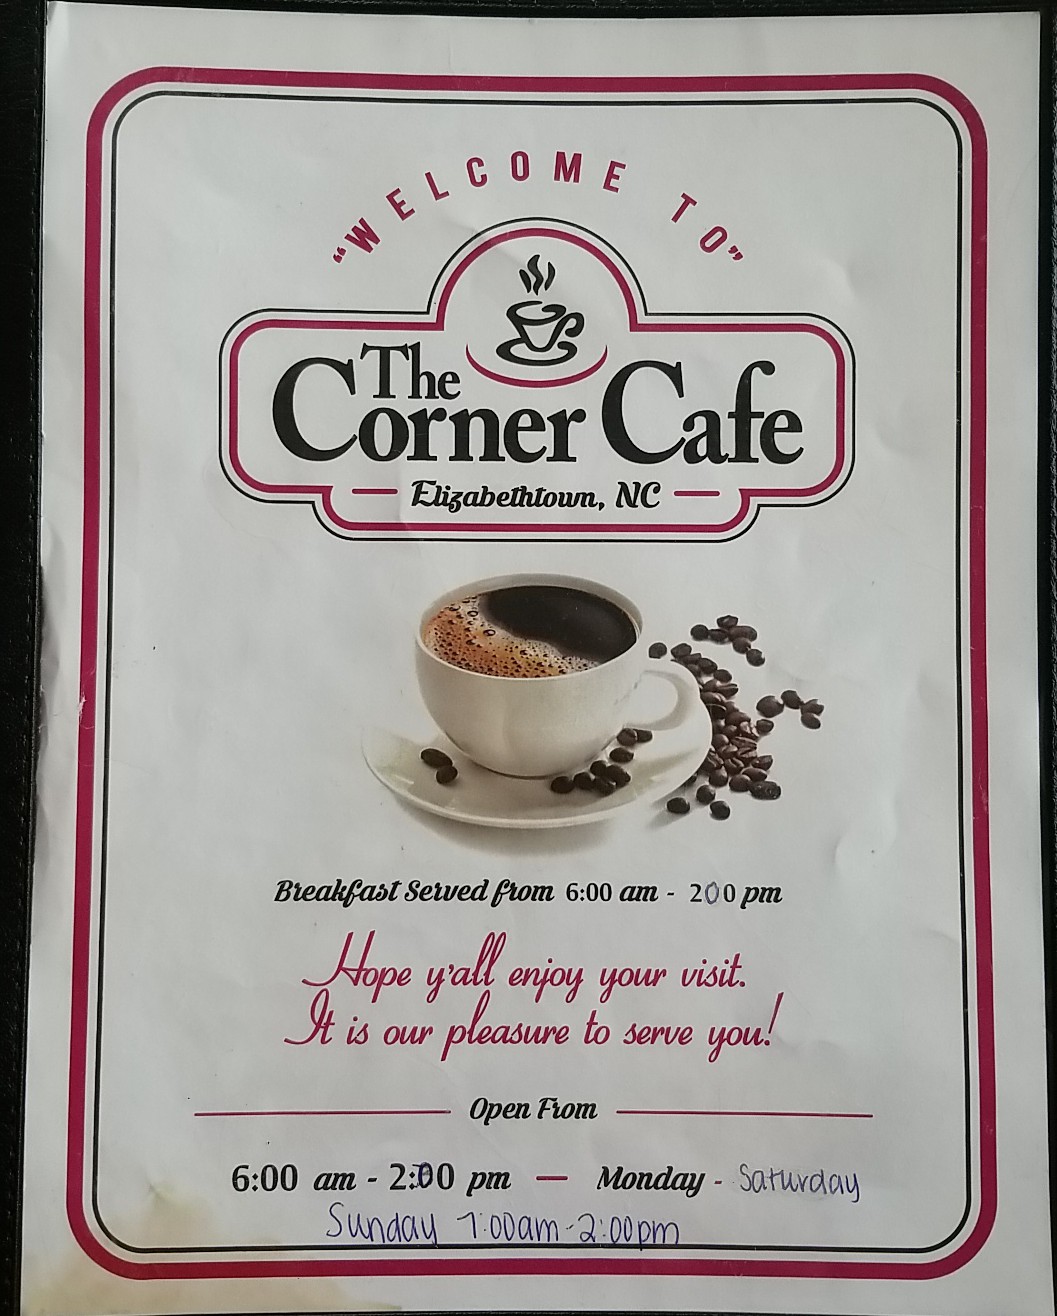 "WELCOME TO"
The
Corner Cafe
Elizabethtown, NC
Breakfast Served from 6:00 am - 200 pm
Hope y'all enjoy your visit.
It is our pleasure to serve you!
Open From
6:00 am - 2:00 pm — Monday - Saturday
Sunday 7:00am-2:00pm